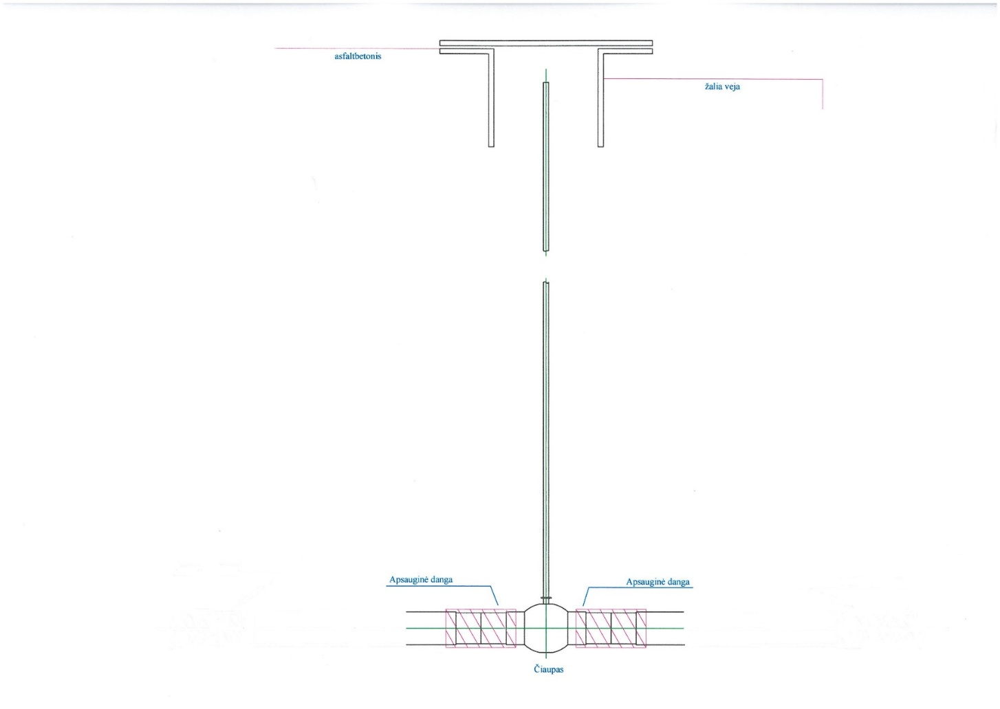 asfaltbetonis
žalia veja
Apsauginė danga
Apsauginė danga
Čiaupas